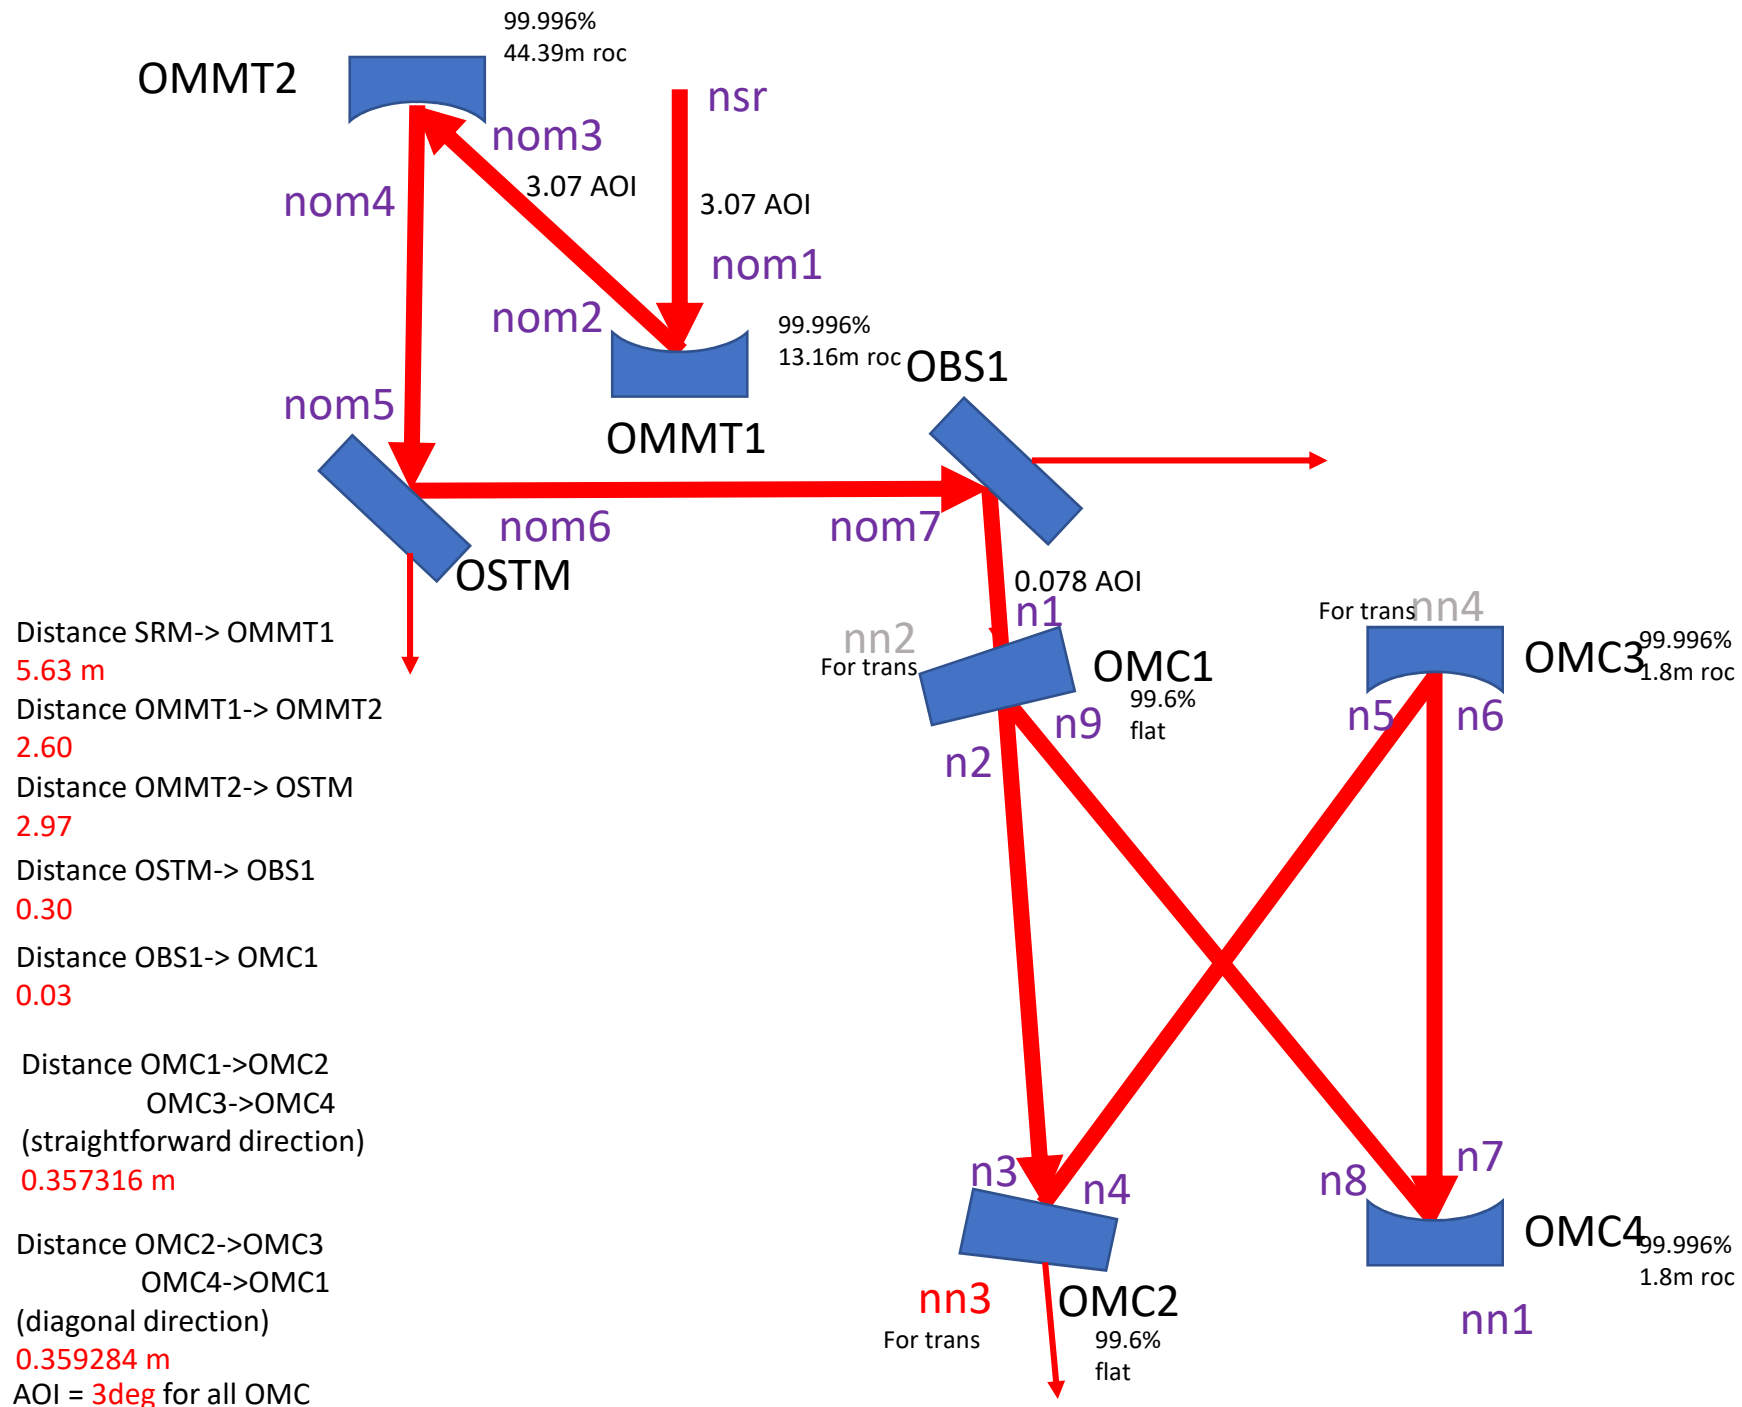 99.996%
44.39m roc
OMMT2
nsr
nom3
3.07 AOI
nom4
3.07 AOI
nom1
nom2
99.996%
13.16m roc
OBS1
nom5
OMMT1
nom6
nom7
OSTM
0.078 AOI
n1
nn2
For trans
OMC1
99.6%
flat
n9
n2
For trans
nn4
OMC3
99.996%
1.8m roc
n5
n6
n3
n4
n8
n7
OMC4
99.996%
1.8m roc
nn1
nn3
For trans
OMC2
99.6%
flat
Distance SRM-> OMMT1
5.63 m
Distance OMMT1-> OMMT2
2.60
Distance OMMT2-> OSTM
2.97
Distance OSTM-> OBS1
0.30
Distance OBS1-> OMC1
0.03
Distance OMC1->OMC2
OMC3->OMC4
(straightforward direction)
0.357316 m
Distance OMC2->OMC3
OMC4->OMC1
(diagonal direction)
0.359284 m
AOI = 3deg for all OMC